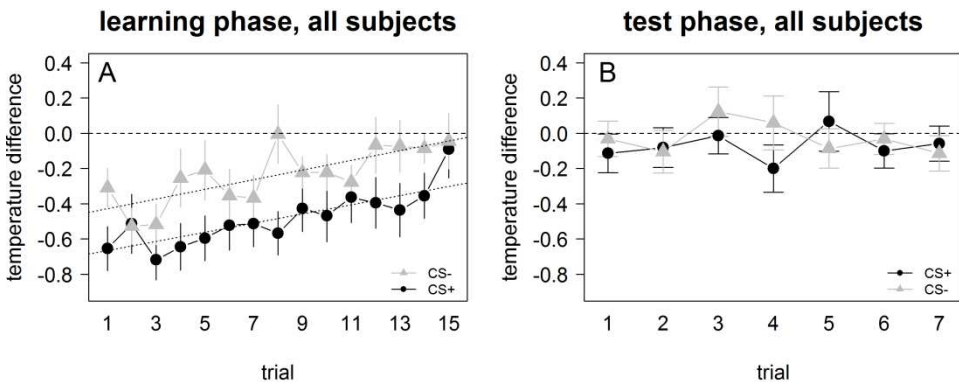 learning phase, all subjects
A
temperature difference
0.4
0.2
0.0
-0.2
-0.4
-0.6
-0.8
CS-
CS+
1 3 5 7 9 11 13 15
trial
test phase, all subjects
B
temperature difference
0.4
0.2
0.0
-0.2
-0.4
-0.6
-0.8
CS+
CS-
1 2 3 4 5 6 7
trial